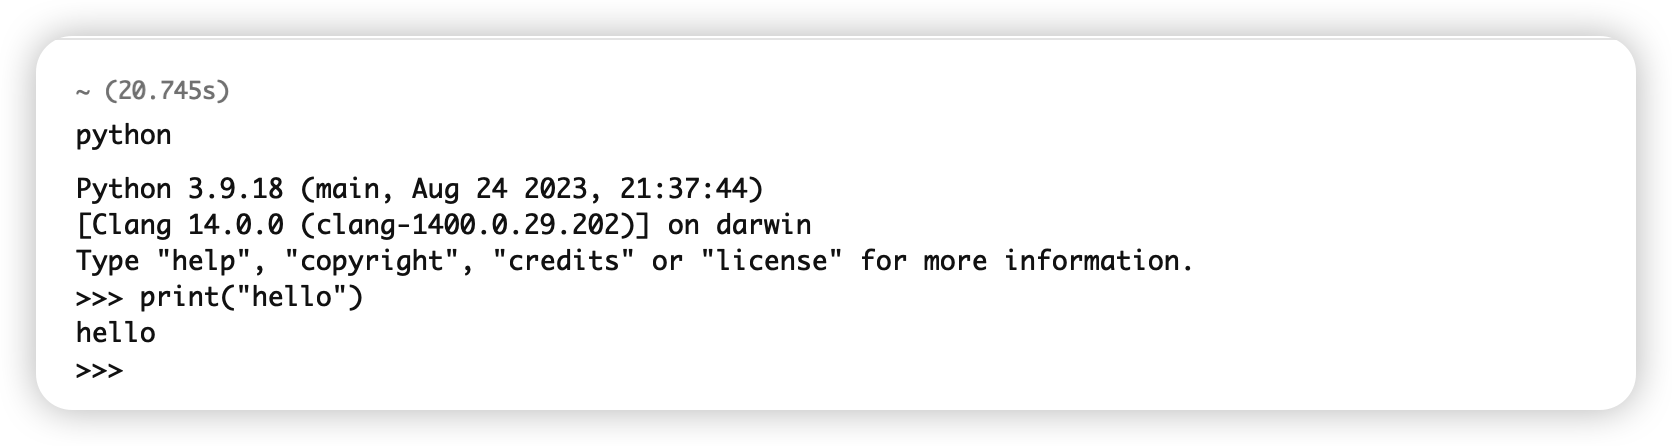 ~ (20.745s)
python
Python 3.9.18 (main, Aug 24 2023, 21:37:44)
[Clang 14.0.0 (clang-1400.0.29.202)] on darwin
Type "help", "copyright", "credits" or "license" for more information.
>>> print("hello")
hello
>>>